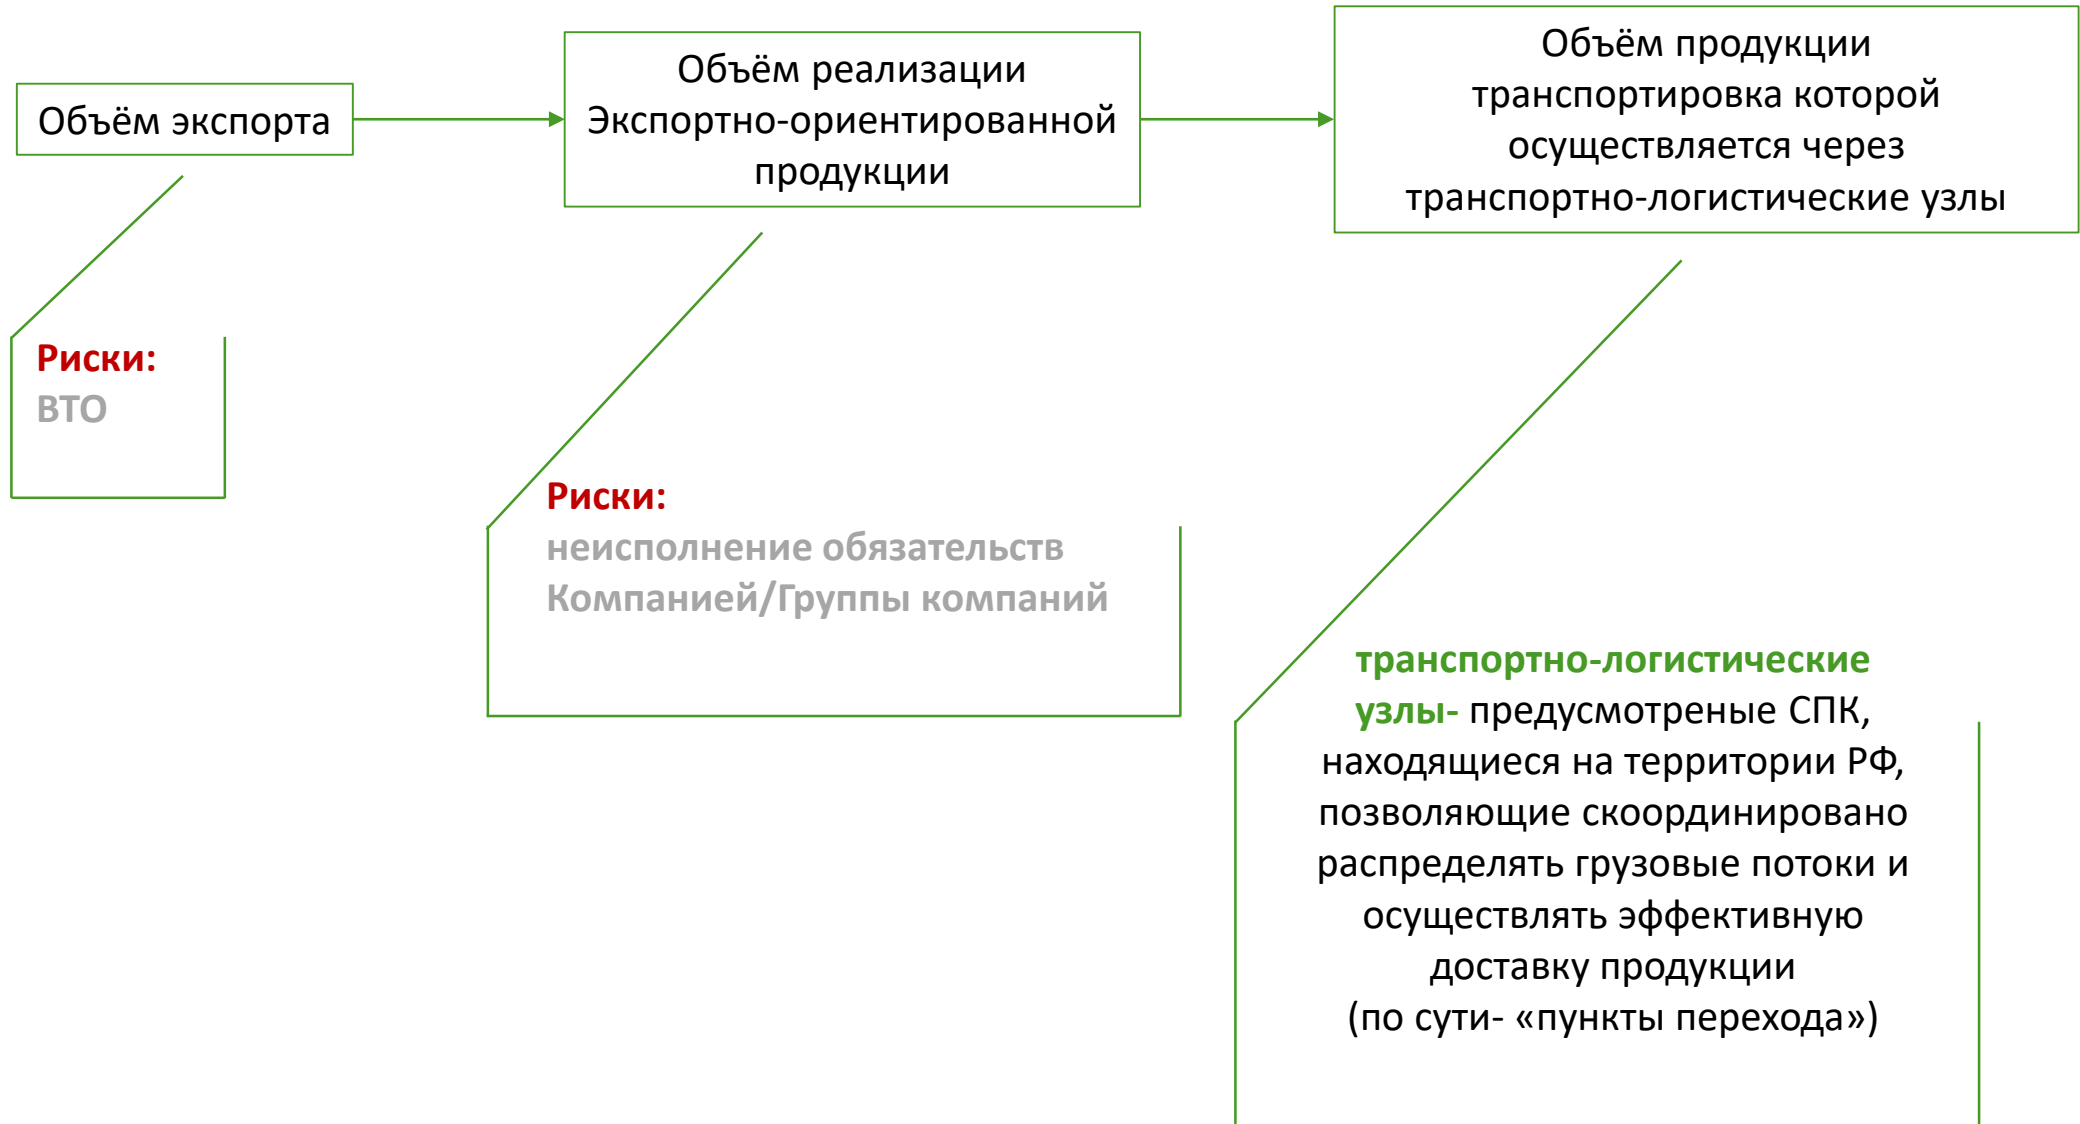 Объём экспорта
Объём реализации
Экспортно-ориентированной
продукции
Объём продукции
транспортировка которой
осуществляется через
транспортно-логистические узлы
Риски:
ВТО
Риски:
неисполнение обязательств
Компанией/Группы компаний
транспортно-логистические
узлы- предусмотреные СПК,
находящиеся на территории РФ,
позволяющие скоординировано
распределять грузовые потоки и
осуществлять эффективную
доставку продукции
(по сути- «пункты перехода»)